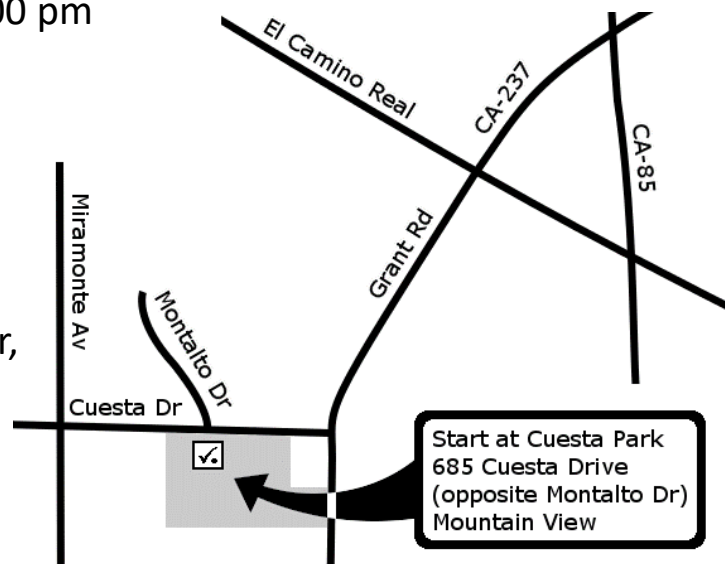 00 pm
El Camino Real
CA-237
CA-85
Miramonte Av
Grant Rd
Montalto Dr
r,
Cuesta Dr
Start at Cuesta Park
685 Cuesta Drive
(opposite Montalto Dr)
Mountain View